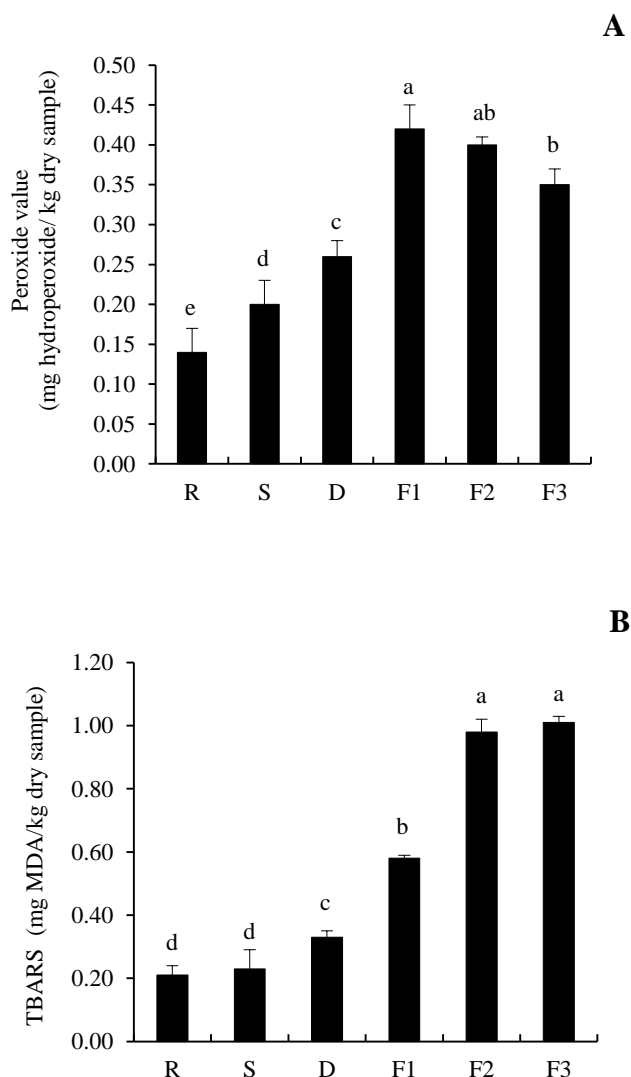 A
0.50
0.45
0.40
0.35
0.30
0.25
0.20
0.15
0.10
0.05
0.00
Peroxide value
(mg hydroperoxide/ kg dry sample)
e
d
c
a
ab
b
R S D F1 F2 F3
B
1.20
1.00
0.80
0.60
0.40
0.20
0.00
TBARS (mg MDA/kg dry sample)
d
d
c
b
a
a
R S D F1 F2 F3